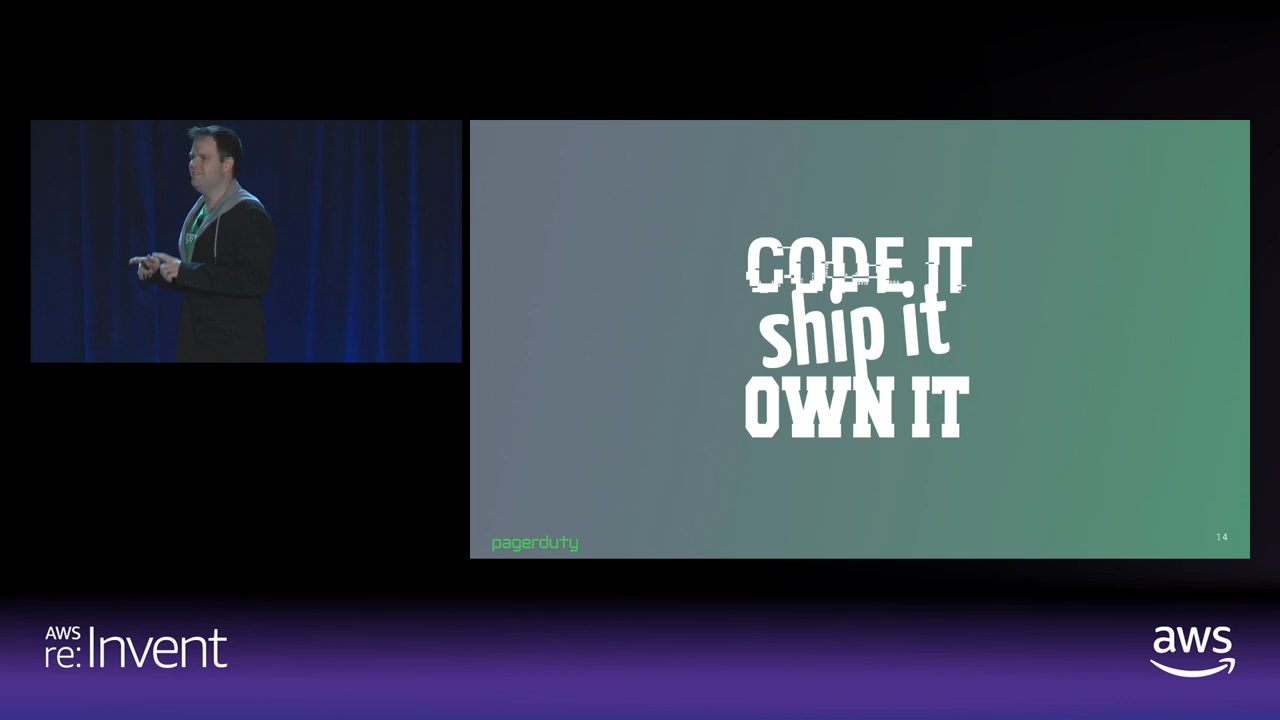 CODE IT
ship it
OWN IT
pagerduty
14
AWS
re:Invent
aws